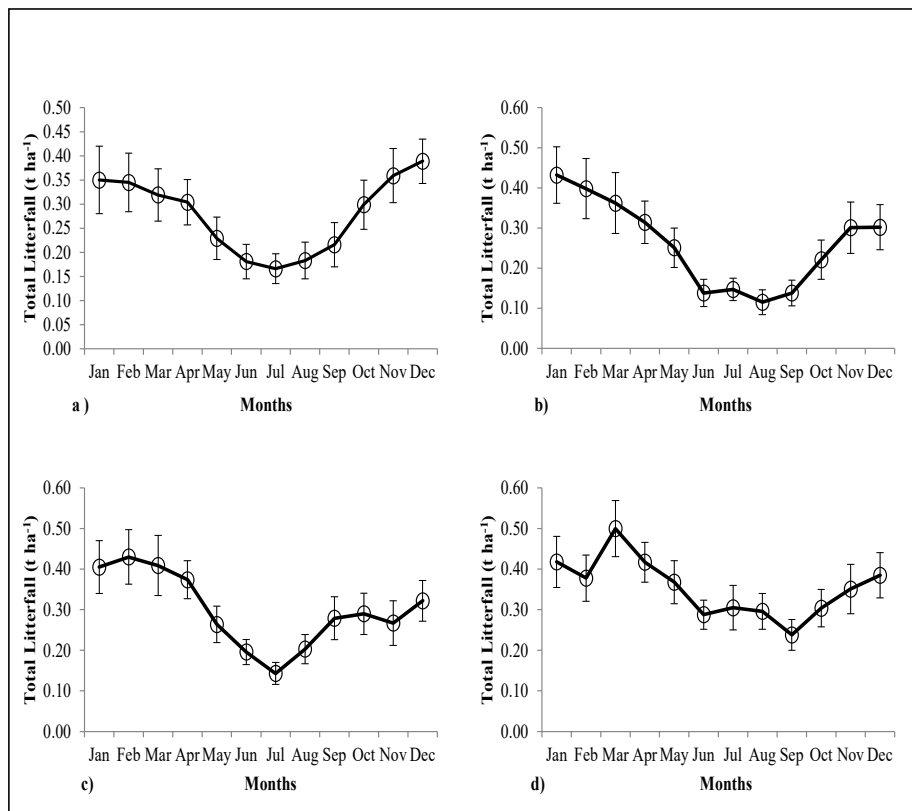 Total Litterfall (t ha-1)
0.50
0.45
0.40
0.35
0.30
0.25
0.20
0.15
0.10
0.05
0.00
Jan Feb Mar Apr May Jun Jul Aug Sep Oct Nov Dec
a ) Months
Total Litterfall (t ha-1)
0.60
0.50
0.40
0.30
0.20
0.10
0.00
Jan Feb Mar Apr May Jun Jul Aug Sep Oct Nov Dec
b) Months
Total Litterfall (t ha-1)
0.60
0.50
0.40
0.30
0.20
0.10
0.00
Jan Feb Mar Apr May Jun Jul Aug Sep Oct Nov Dec
c) Months
Total Litterfall (t ha-1)
0.60
0.50
0.40
0.30
0.20
0.10
0.00
Jan Feb Mar Apr May Jun Jul Aug Sep Oct Nov Dec
d) Months